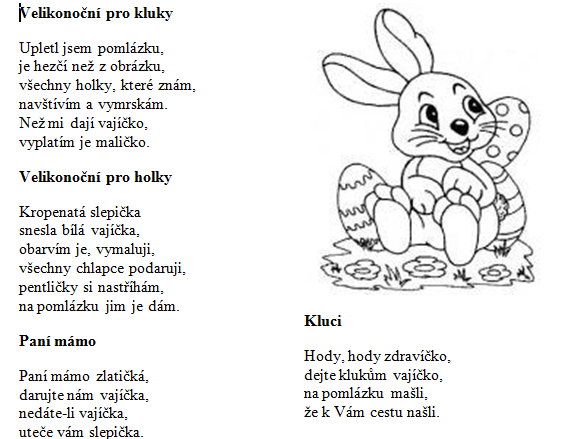 Velikonoční pro kluky
Upletl jsem pomlázku,
je hezčí než z obrázku,
všechny holky, které znám,
navštívím a vymrskám.
Než mi dají vajíčko,
vyplatím je maličko.
Velikonoční pro holky
Kropenatá slepička
snesla bílá vajíčka,
obarvím je, vymaluji,
všechny chlapce podaruji,
pentličky si nastříhám,
na pomlázku jim je dám.
Paní mámo
Paní mámo zlatičká,
darujte nám vajíčka,
nedáte-li vajíčka,
uteče vám slepička.
Kluci
Hody, hody zdravíčko,
dejte klukům vajíčko,
na pomlázku mašli,
že k Vám cestu našli.